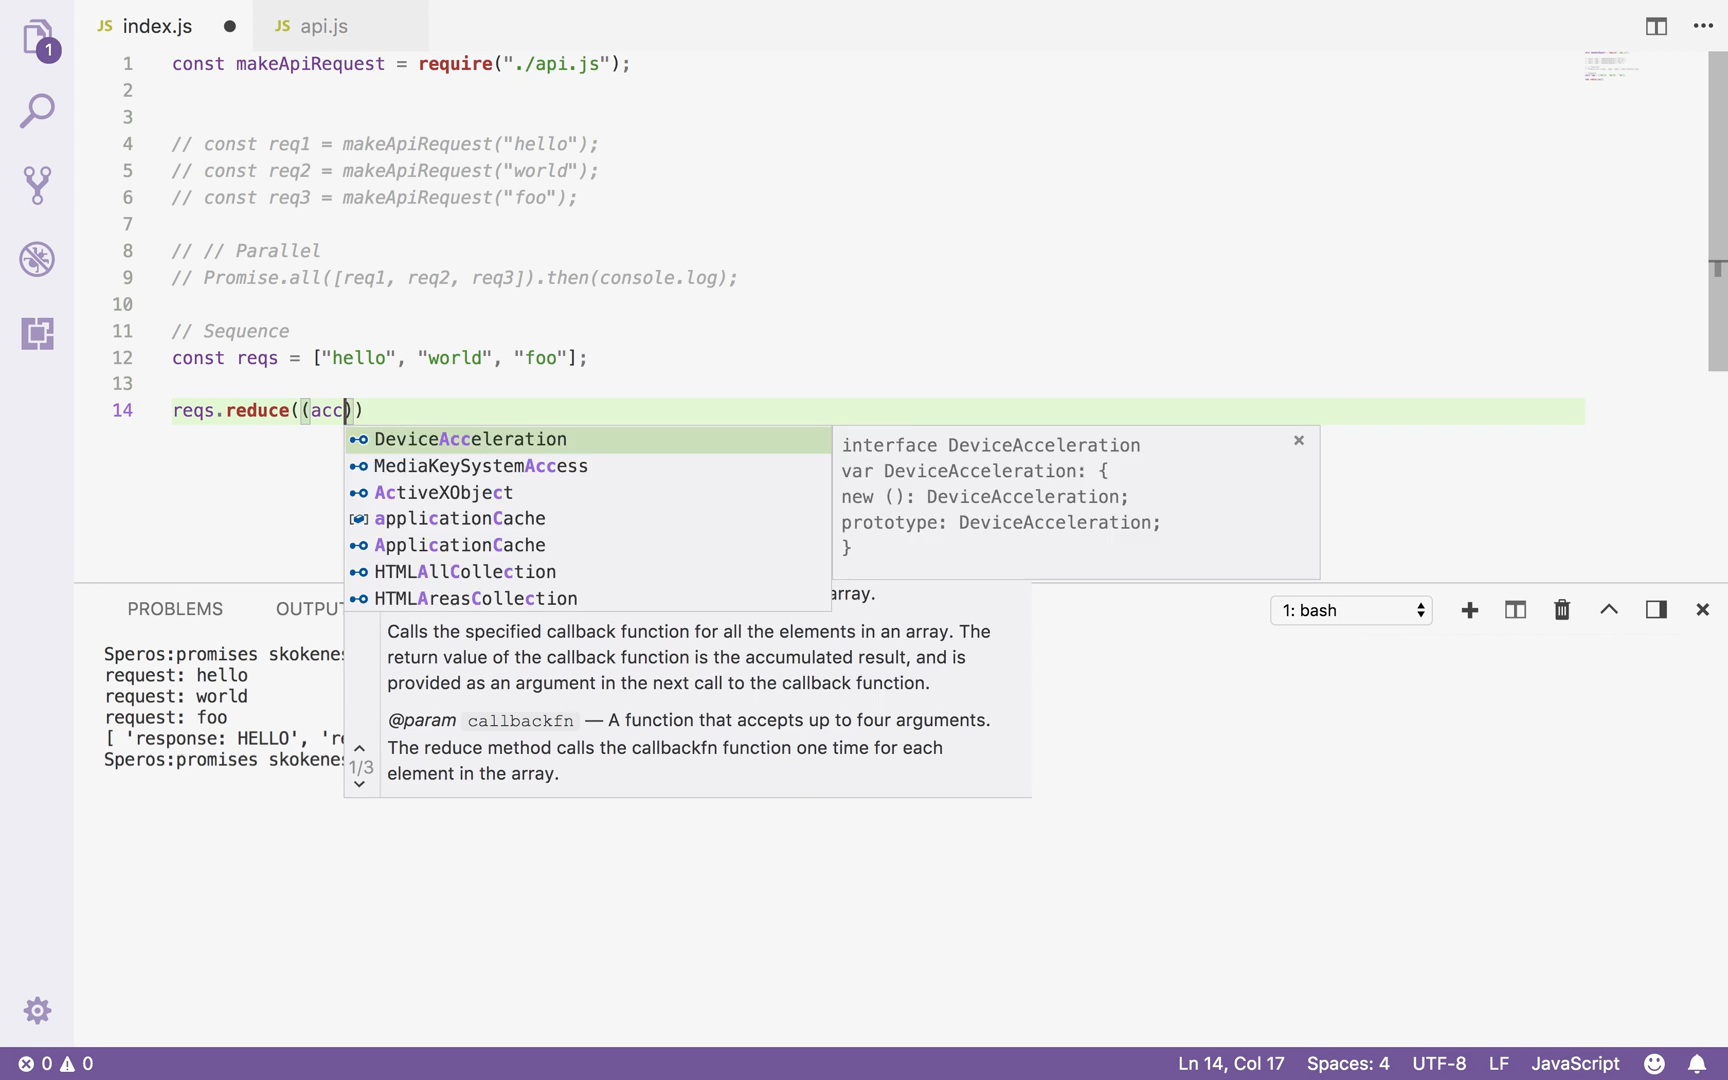 JS index.js
JS api.js
1
1 const makeApiRequest = require("./api.js");
2
3
4 // const req1 = makeApiRequest("hello");
5 // const req2 = makeApiRequest("world");
6 // const req3 = makeApiRequest("foo");
7
8 // // Parallel
9 // Promise.all([req1, req2, req3]).then(console.log);
10
11 // Sequence
12 const reqs = ["hello", "world", "foo"];
13
14 reqs.reduce((acc))
DeviceAcceleration
MediaKeySystemAccess
ActiveXObject
applicationCache
ApplicationCache
HTMLAllCollection
HTMLAreasCollection
interface DeviceAcceleration
var DeviceAcceleration: {
new (): DeviceAcceleration;
prototype: DeviceAcceleration;
}
array.
Calls the specified callback function for all the elements in an array. The
return value of the callback function is the accumulated result, and is
provided as an argument in the next call to the callback function.
@param callbackfn — A function that accepts up to four arguments.
The reduce method calls the callbackfn function one time for each
element in the array.
1/3
PROBLEMS OUTPUT
1: bash
Speros:promises skokenes
request: hello
request: world
request: foo
[ 'response: HELLO', 're
Speros:promises skokenes
0 0
Ln 14, Col 17 Spaces: 4 UTF-8 LF JavaScript